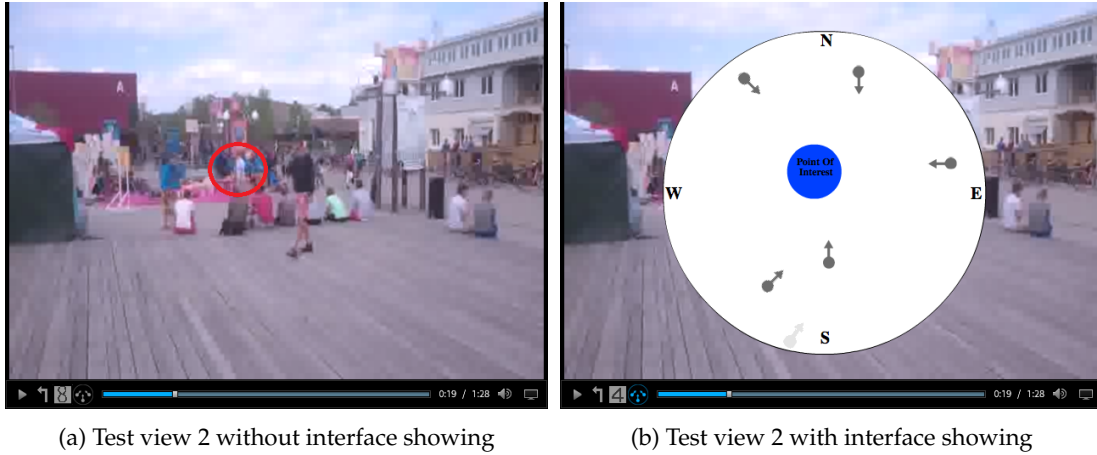 A
8
0:19 / 1:28
(a) Test view 2 without interface showing
N
A
Point Of
Interest
W
E
S
4
0:19 / 1:28
(b) Test view 2 with interface showing